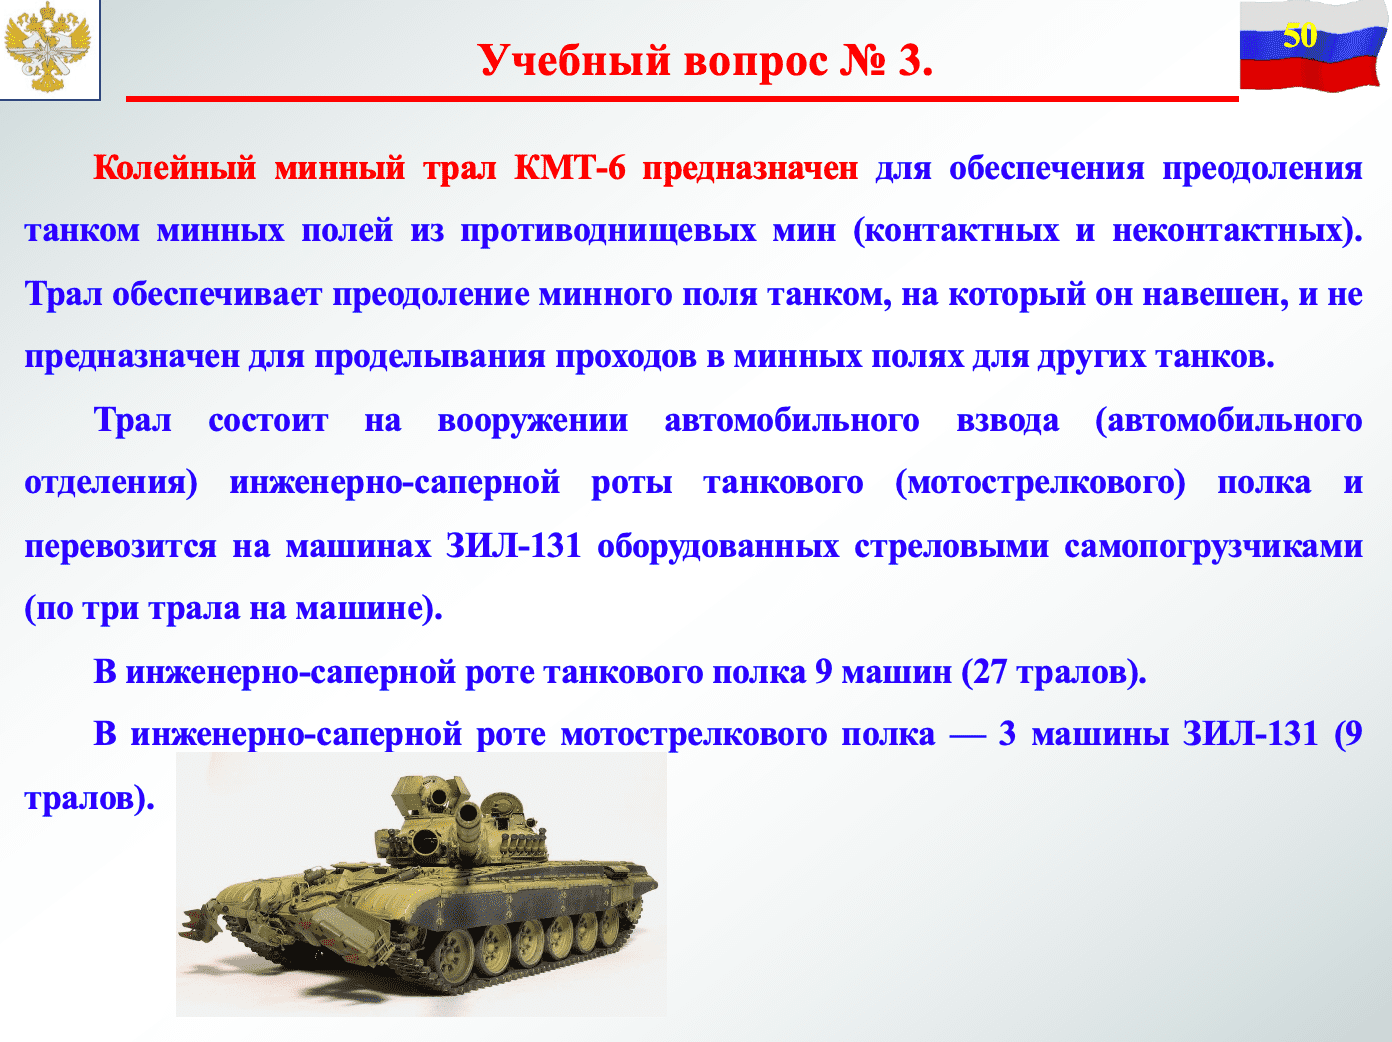 50
Учебный вопрос № 3.
Колейный минный трал КМТ-6 предназначен для обеспечения преодоления
танком минных полей из противоднищевых мин (контактных и неконтактных).
Трал обеспечивает преодоление минного поля танком, на который он навешен, и не
предназначен для проделывания проходов в минных полях для других танков.
Трал состоит на вооружении автомобильного взвода (автомобильного
отделения) инженерно-саперной роты танкового (мотострелкового) полка и
перевозится на машинах ЗИЛ-131 оборудованных стреловыми самопогрузчиками
(по три трала на машине).
В инженерно-саперной роте танкового полка 9 машин (27 тралов).
В инженерно-саперной роте мотострелкового полка — 3 машины ЗИЛ-131 (9
тралов).